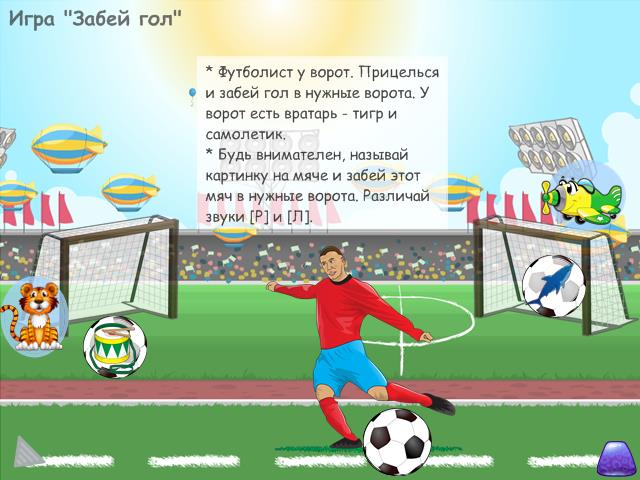 Игра "Забей гол"
* Футболист у ворот. Прицелься
и забей гол в нужные ворота. У
ворот есть вратарь - тигр и
самолетик.
* Будь внимателен, называй
картинку на мяче и забей этот
мяч в нужные ворота. Различай
звуки [Р] и [Л].